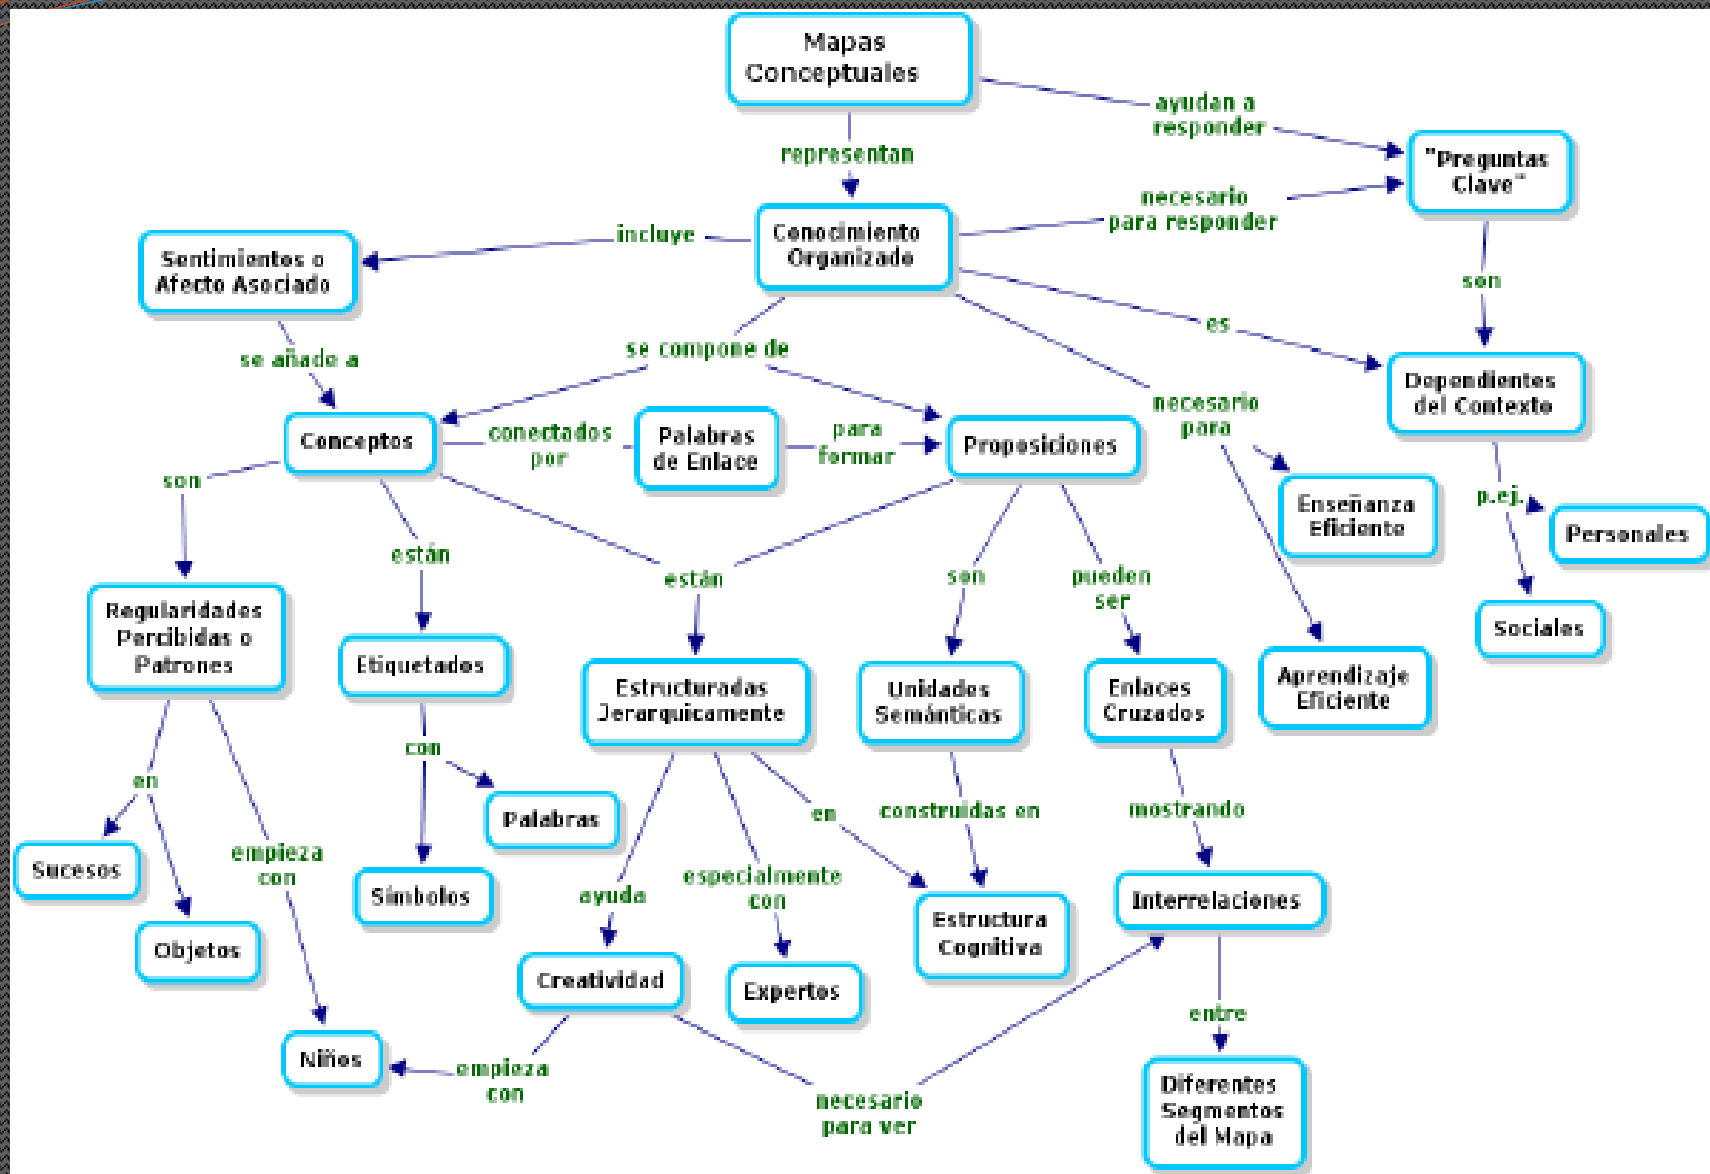 Mapas
Conceptuales
ayudan a
responder
representan
"Preguntas
Clave"
necesario
para responder
Conocimiento
Organizado
incluye
Sentimientos o
Afecto Asociado
son
es
se compone de
se añade a
Dependientes
del Contexto
necesario
para
Conceptos
conectados
por
Palabras
de Enlace
para
formar
Proposiciones
son
p.ej.
Enseñanza
Eficiente
Personales
están
están
son
pueden
ser
Regularidades
Percibidas o
Patrones
Etiquetados
Sociales
Estructuradas
Jerarquicamente
Unidades
Semánticas
Enlaces
Cruzados
Aprendizaje
Eficiente
con
en
Palabras
en
construidas en
mostrando
Sucesos
empieza
con
Símbolos
ayuda
especialmente
con
Interrelaciones
Estructura
Cognitiva
Objetos
Creatividad
Expertos
entre
Niños
empieza
con
necesario
para ver
Diferentes
Segmentos
del Mapa